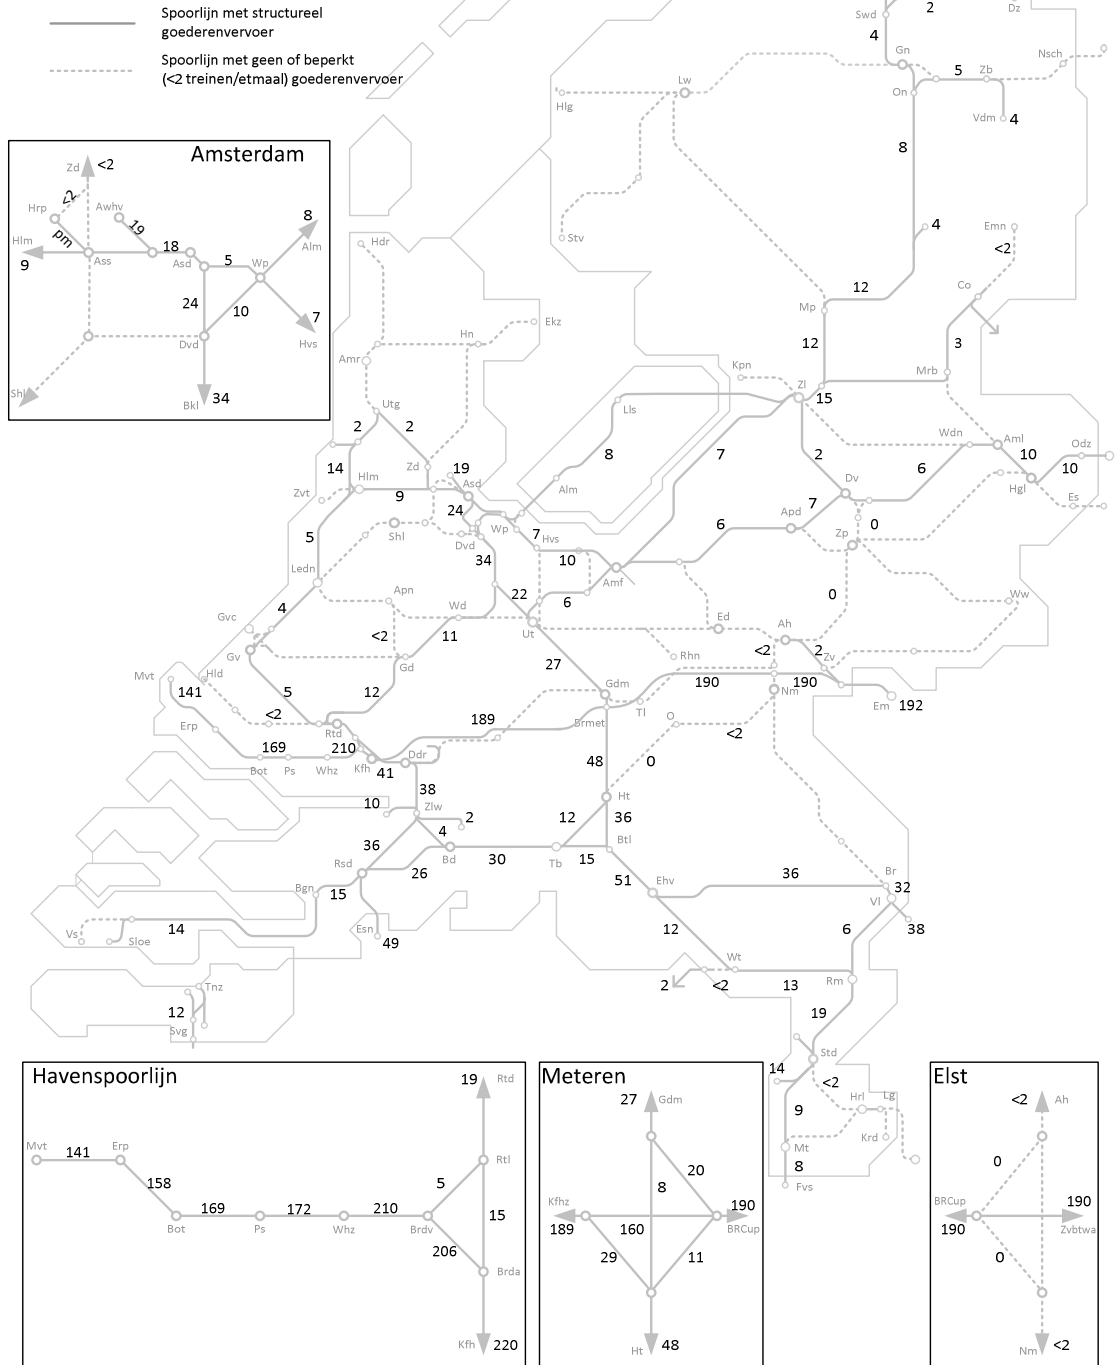 Spoorlijn met structureel
goederenvervoer
Spoorlijn met geen of beperkt
(<2 treinen/etmaal) goederenvervoer
Swd
2
Dz
4
Gn
Nsch
5
Zb
Lw
On
Hlg
Vdm
4
8
Stv
4
Emn
<2
Hdr
Co
12
Mp
Ekz
Hn
12
3
Amr
Kpn
Mrb
Zl
15
Utg
Lls
2
2
Wdn
Aml
Odz
7
2
8
10
10
14
Zd
19
6
Hlm
Asd
Dv
Hgl
Zvt
9
Alm
Es
24
7
Apd
5
Shl
Wp
7
Hvs
6
0
Zp
Dvd
34
10
Ledn
Amf
Apn
22
6
0
Ww
4
Wd
Gvc
<2
11
Ut
Ed
Ah
Gv
Gd
27
Rhn
<2
2
Zv
Mvt
Hld
141
190
190
12
5
Gdm
Nm
Em
192
Tl
<2
189
Brmet
O
Erp
Rtd
<2
169
210
Ddr
48
0
Bot
Ps
Whz
Kfh
41
38
Ht
10
Zlw
2
12
36
4
36
Btl
Rsd
Bd
30
Tb
15
26
36
Br
51
Ehv
Bgn
15
32
Vl
14
Esn
12
6
38
Vs
Sloe
49
Wt
Rm
Tnz
2
<2
13
12
19
Svg
Std
14
<2
9
Hrl
Lg
Krd
Mt
8
Fvs
Amsterdam
Zd
<2
Hrp
<2
Awhv
19
8
pm
Hlm
18
Alm
9
Ass
Asd
5
Wp
24
10
7
Dvd
Hvs
Shl
Bkl
34
Havenspoorlijn
19
Rtd
Mvt
141
Erp
Rtl
158
5
169
172
210
15
Bot
Ps
Whz
Brdv
206
Brda
Kfh
220
Meteren
27
Gdm
20
8
Kfhz
190
189
160
BRCup
29
11
Ht
48
Elst
<2
Ah
0
BRCup
190
190
Zvbtwa
0
Nm
<2